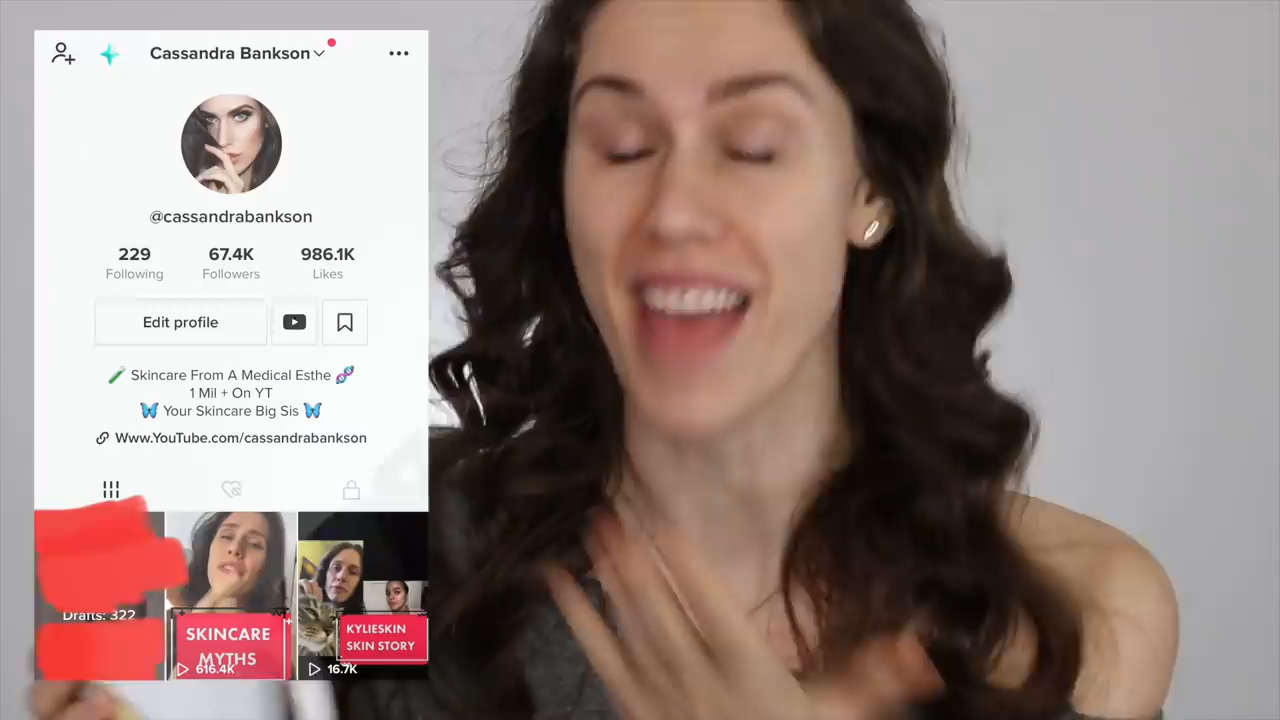 Cassandra Bankson
@cassandrabankson
229 67.4K 986.1K
Following Followers Likes
Edit profile
Skincare From A Medical Esthe
1 Mil + On YT
Your Skincare Big Sis
Www.YouTube.com/cassandrabankson
Drafts: 322
SKINCARE
MYTHS
616.4K
KYLIESKIN
SKIN STORY
16.7K